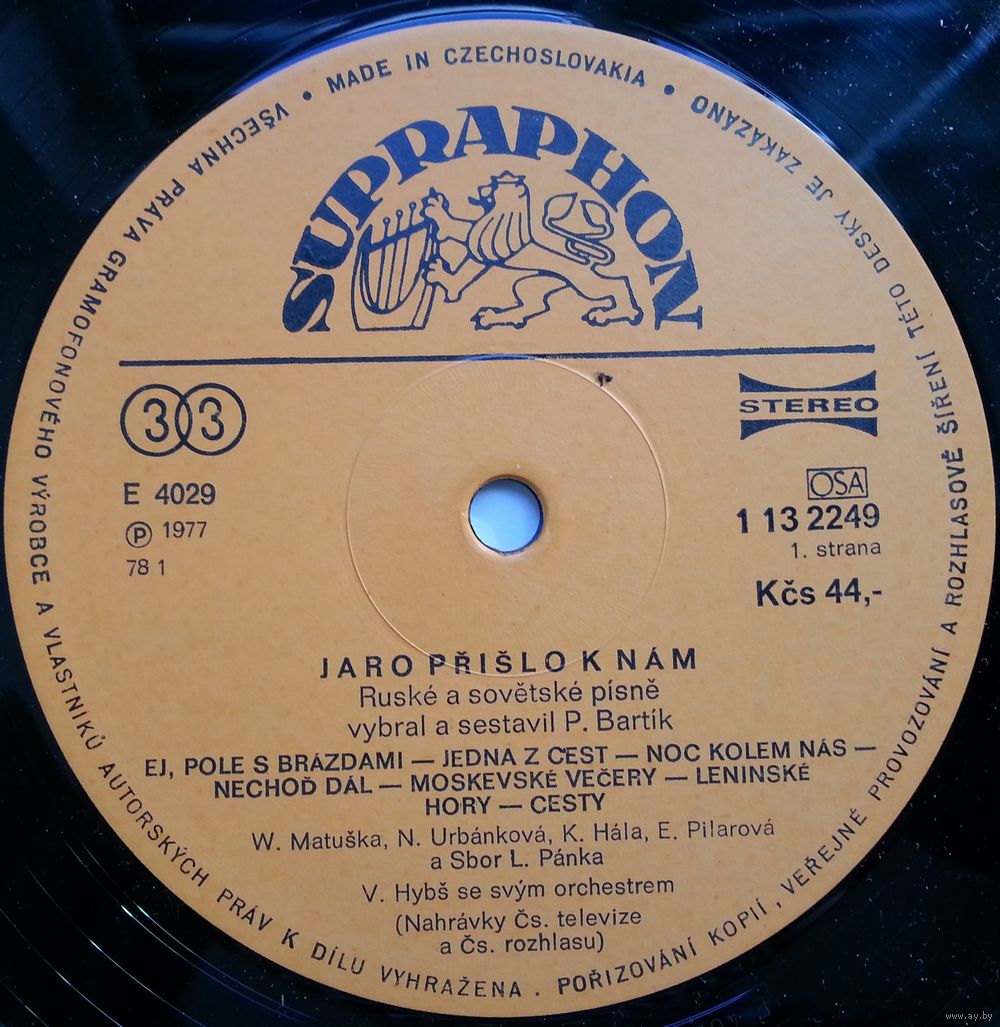 MADE IN CZECHOSLOVAKIA •
VŠECHNA PRÁVA GRAMOFONOVÉHO VÝROBCE A VLASTNÍKŮ AUTORSKÝCH PRÁV K DÍLU VYHRAŽENA . POŘIZOVÁNÍ KOPIÍ, VEŘEJNÉ PROVOZOVÁNÍ A ROZHLASOVÉ ŠÍŘENÍ TÉTO DESKY JE ZAKÁZÁNO •
SUPRAPHON
33
STEREO
E 4029
OSA
Ⓟ 1977
1 13 2249
78 1
1. strana
Kčs 44,-
JARO PŘIŠLO K NÁM
Ruské a sovětské písně
vybral a sestavil P. Bartík
EJ, POLE S BRÁZDAMI — JEDNA Z CEST — NOC KOLEM NÁS —
NECHOĎ DÁL — MOSKEVSKÉ VEČERY — LENINSKÉ
HORY — CESTY
W. Matuška, N. Urbánková, K. Hála, E. Pilarová
a Sbor L. Pánka
V. Hybš se svým orchestrem
(Nahrávky Čs. televize
a Čs. rozhlasu)
www.ay.by